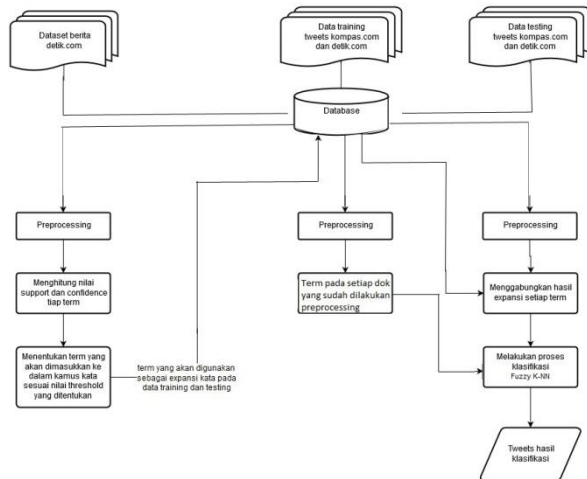 Dataset berita
detik.com
Data training
tweets kompas.com
dan detik.com
Data testing
tweets kompas.com
dan detik.com
Database
Preprocessing
Preprocessing
Preprocessing
Menghitung nilai
support dan confidence
tiap term
Term pada setiap dok
yang sudah dilakukan
preprocessing
Menggabungkan hasil
expansi setiap term
Menentukan term yang
akan dimasukkan ke
dalam kamus kata
sesuai nilai threshold
yang ditentukan
term yang akan digunakan
sebagai expansi kata pada
data training dan testing
Melakukan proses
klasifikasi
Fuzzy K-NN
Tweets hasil
klasifikasi